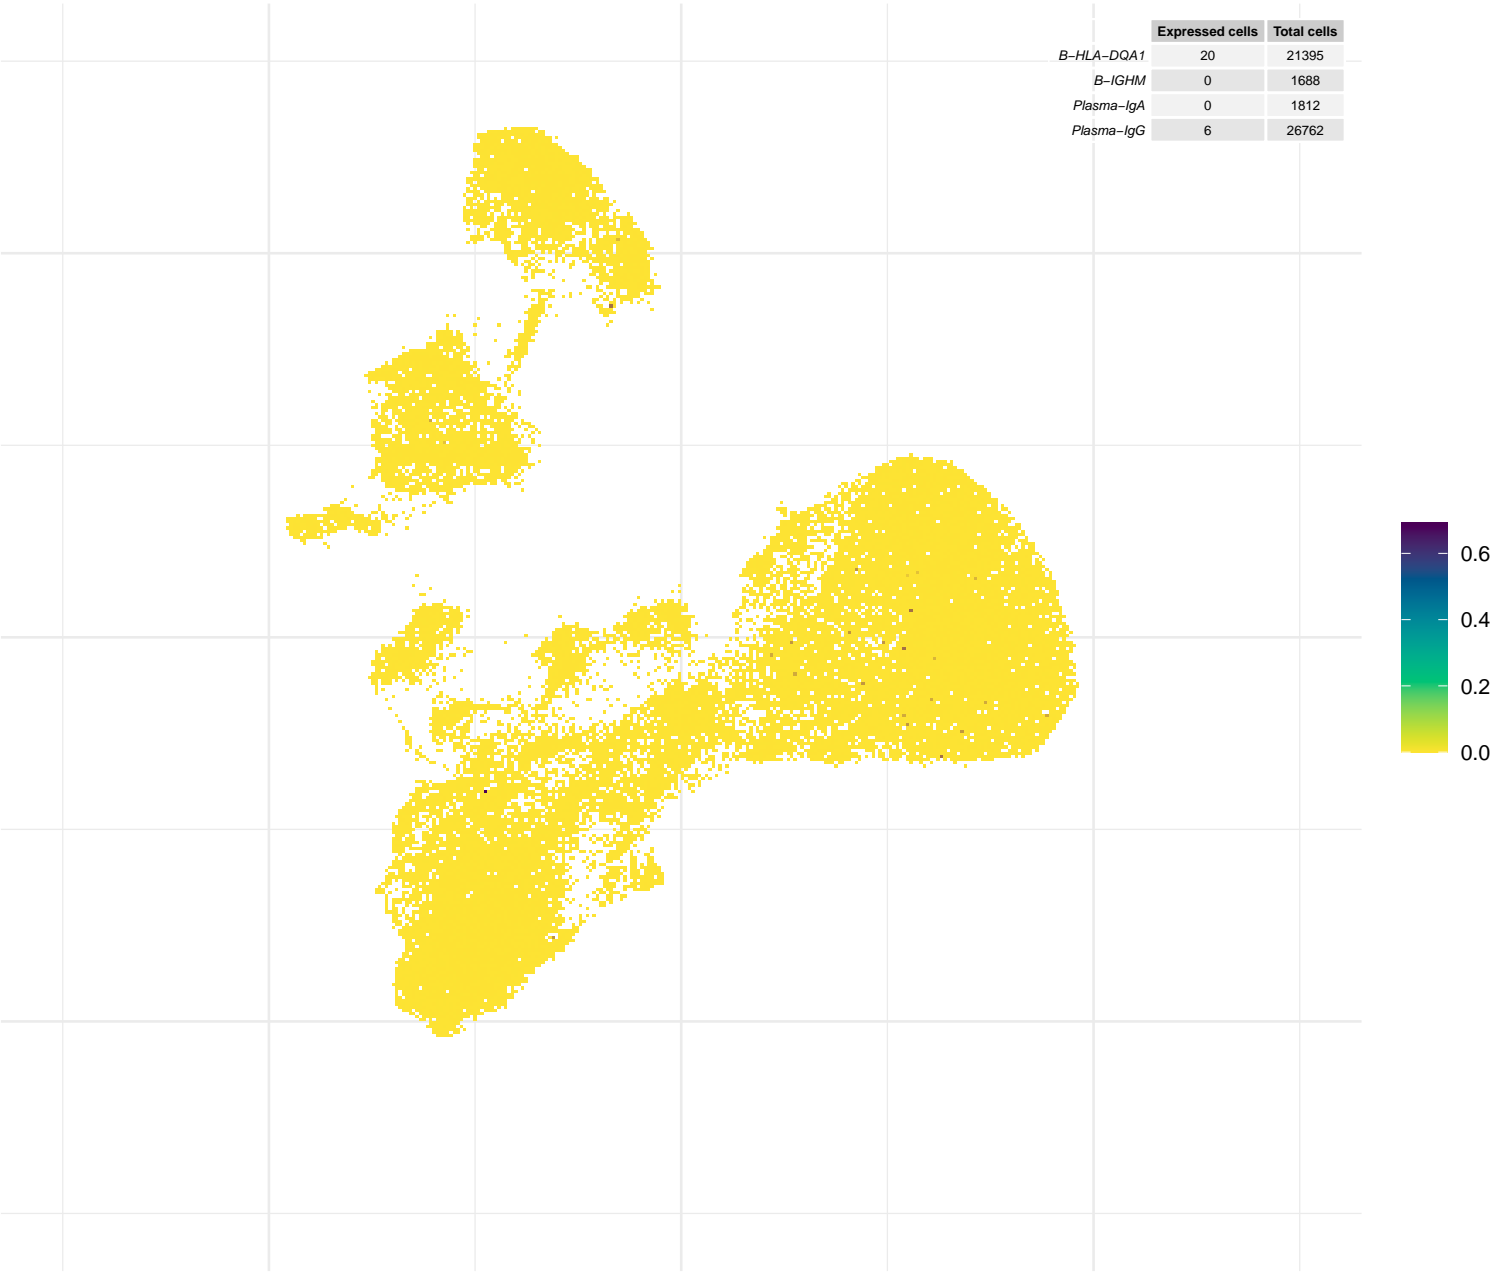 Expressed cells Total cells
B−HLA−DQA1 20 21395
B−IGHM 0 1688
Plasma−IgA 0 1812
Plasma−IgG 6 26762
0.6
0.4
0.2
0.0